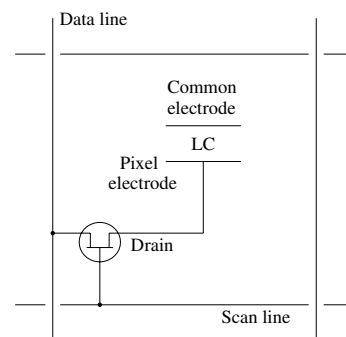 Data line
Common
electrode
LC
Pixel
electrode
Drain
Scan line